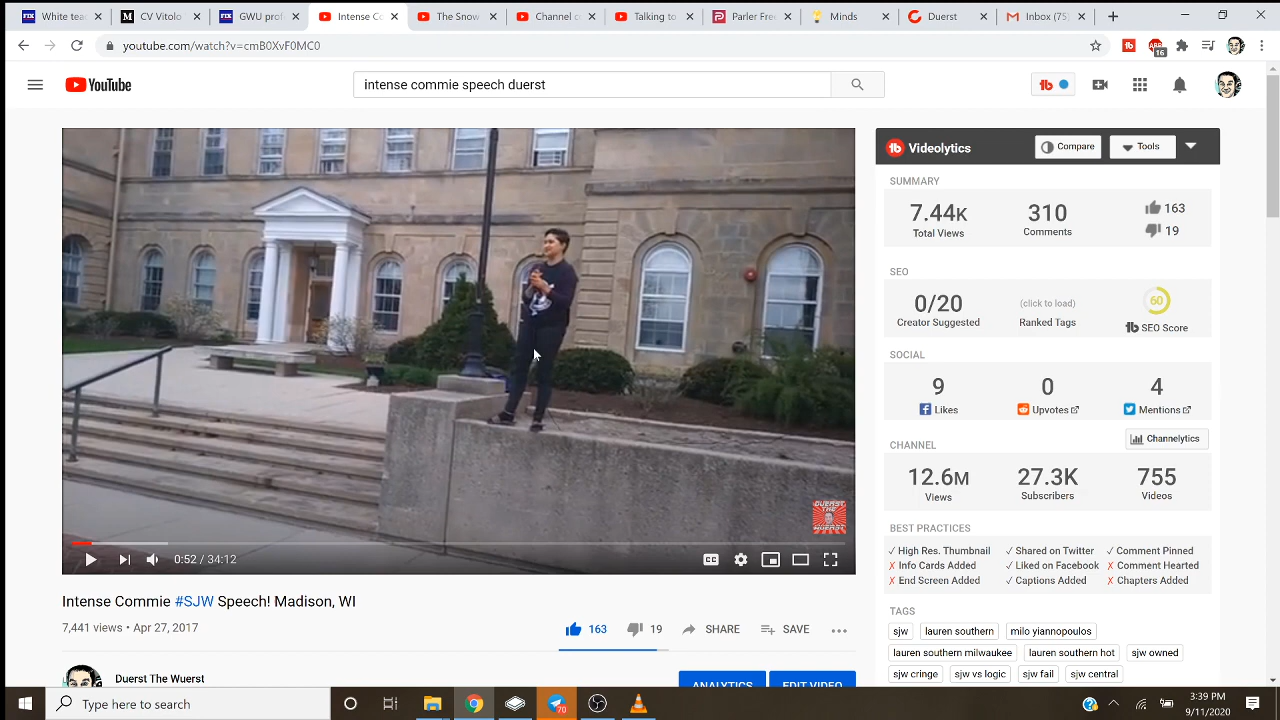 White tea
CV Vitolo
GWU prof
Intense Co
The Snow
Channel c
Talking to
Parler Free
Minds
Duerst
Inbox (75)
youtube.com/watch?v=cmB0XvF0MC0
16
YouTube
intense commie speech duerst
Videolytics
Compare
Tools
SUMMARY
7.44K
310
163
Total Views
Comments
19
SEO
0/20
(click to load)
60
Creator Suggested
Ranked Tags
SEO Score
SOCIAL
9
0
4
Likes
Upvotes
Mentions
CHANNEL
Channelytics
12.6M
27.3K
755
Views
Subscribers
Videos
BEST PRACTICES
✓ High Res. Thumbnail ✓ Shared on Twitter ✓ Comment Pinned
✗ Info Cards Added ✓ Liked on Facebook ✗ Comment Hearted
✗ End Screen Added ✓ Captions Added ✗ Chapters Added
TAGS
sjw lauren southern milo yiannopoulos
lauren southern milwaukee lauren southern hot sjw owned
sjw cringe sjw vs logic sjw fail sjw central
DUERST
THE
WUERST
0:52 / 34:12
CC
Intense Commie #SJW Speech! Madison, WI
7,441 views • Apr 27, 2017
163 19 SHARE SAVE
Duerst The Wuerst
ANALYTICS EDIT VIDEO
Type here to search
70
3:39 PM
9/11/2020